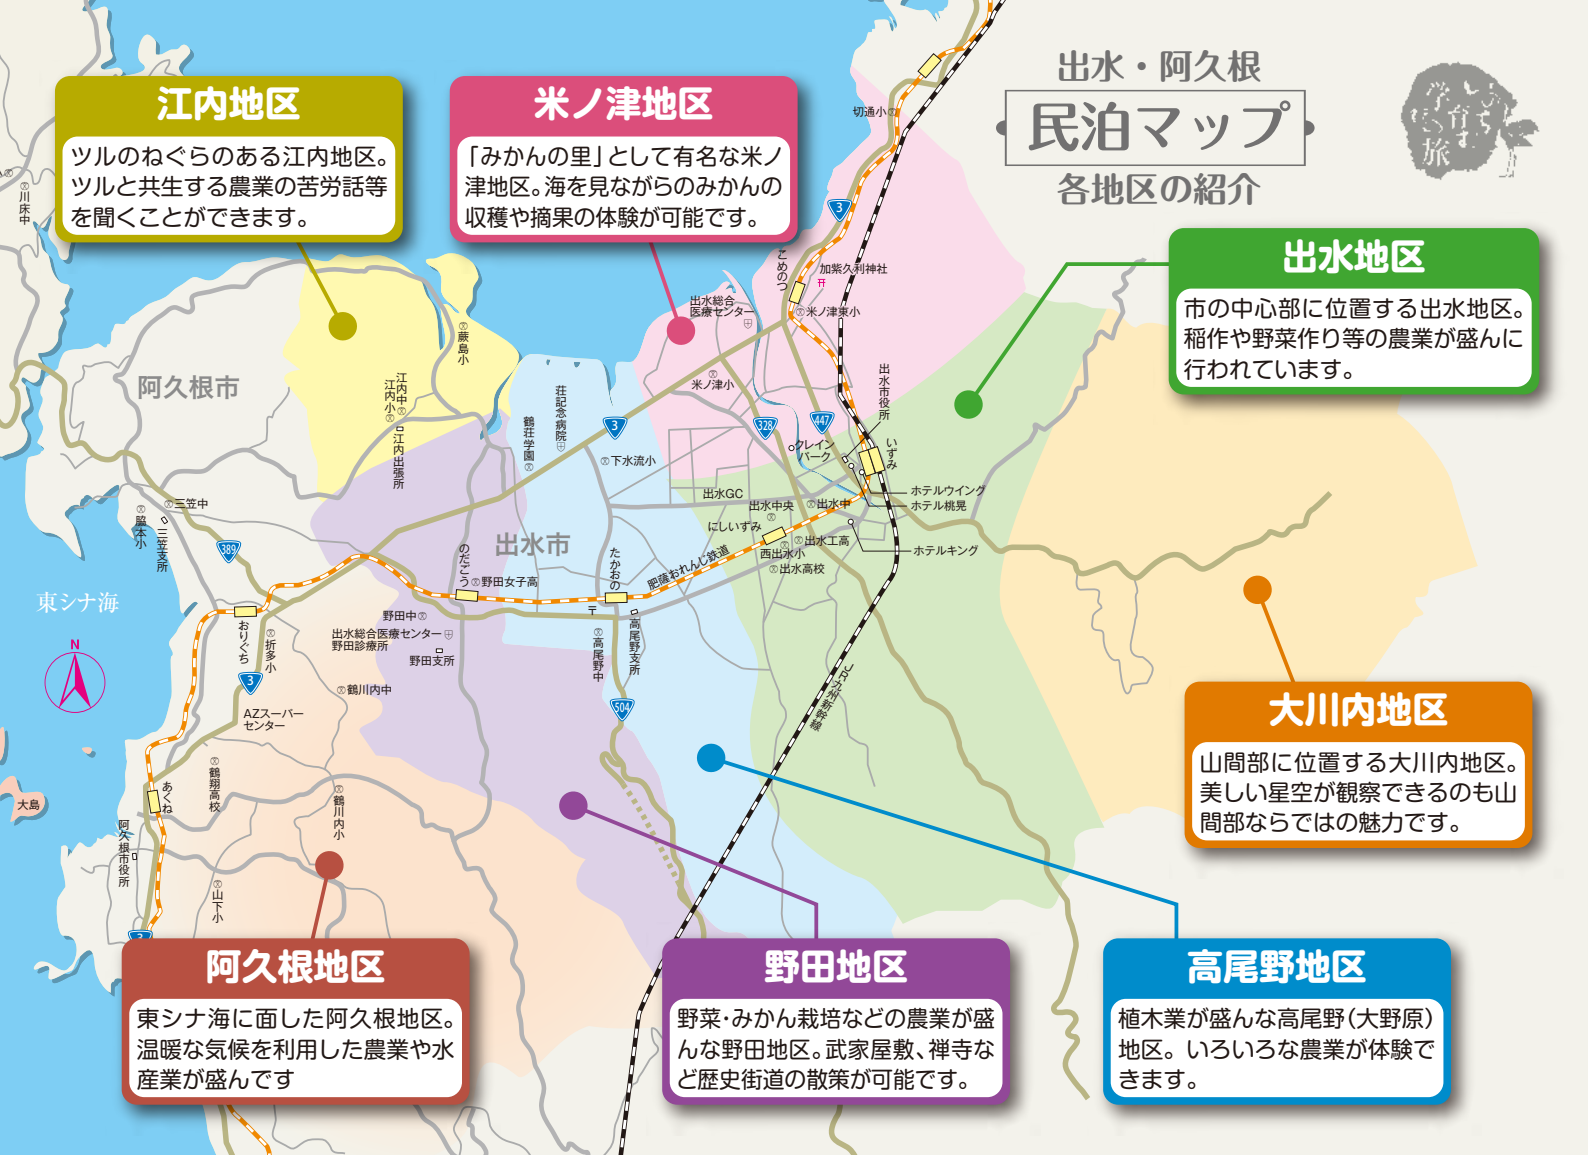 出水・阿久根
民泊マップ
各地区の紹介
学びの旅
江内地区
ツルのねぐらのある江内地区。
ツルと共生する農業の苦労話等
を聞くことができます。
米ノ津地区
「みかんの里」として有名な米ノ
津地区。海を見ながらのみかんの
収穫や摘果の体験が可能です。
出水地区
市の中心部に位置する出水地区。
稲作や野菜作り等の農業が盛んに
行われています。
大川内地区
山間部に位置する大川内地区。
美しい星空が観察できるのも山
間部ならではの魅力です。
阿久根地区
東シナ海に面した阿久根地区。
温暖な気候を利用した農業や水
産業が盛んです
野田地区
野菜・みかん栽培などの農業が盛
んな野田地区。武家屋敷、禅寺な
ど歴史街道の散策が可能です。
高尾野地区
植木業が盛んな高尾野(大野原)
地区。いろいろな農業が体験で
きます。
川床中
切通小
3
こめのつ
加紫久利神社
出水総合
医療センター
米ノ津東小
蕨島小
阿久根市
江内中
江内小
江内出張所
米ノ津小
出水市役所
荘記念病院
鶴荘学園
3
328
447
いずみ
クレイン
パーク
下水流小
出水GC
出水中央
出水中
ホテルウイング
ホテル桃晃
ホテルキング
にしいずみ
出水工高
西出水小
出水高校
三笠中
脇本小
三笠支所
389
出水市
のだごう
野田女子高
たかおの
肥薩おれんじ鉄道
〒
東シナ海
N
野田中
出水総合医療センター
野田診療所
野田支所
高尾野中
高尾野支所
おりぐち
折多小
3
鶴川内中
AZスーパー
センター
504
JR九州新幹線
鶴翔高校
あくね
鶴川内小
大島
阿久根市役所
山下小
3